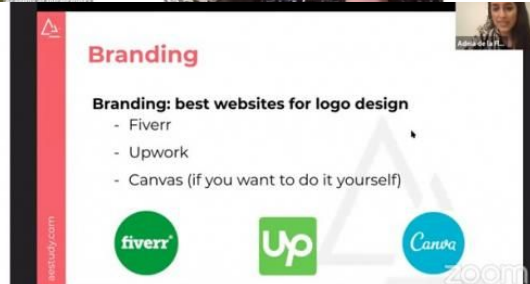 Branding
Branding: best websites for logo design
- Fiverr
- Upwork
- Canvas (if you want to do it yourself)
fiverr
Up
Canva
aestudy.com
zoom